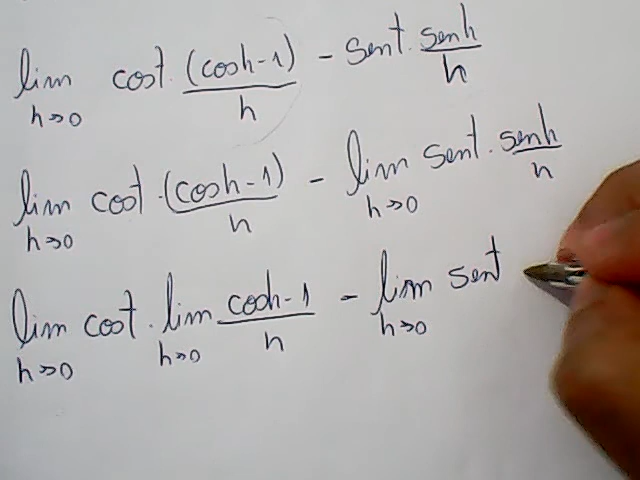 lim h→0 cost · (cosh-1)/h - sent · senh/h
lim h→0 cost · (cosh-1)/h - lim h→0 sent · senh/h
lim h→0 cost · lim h→0 cosh-1/h - lim h→0 sent